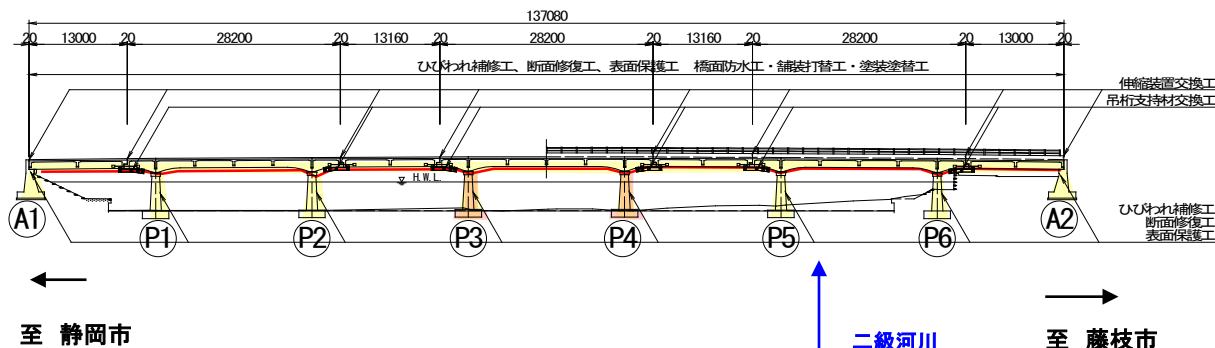 137080
20 13000 20 28200 20 13160 20 28200 20 13160 20 28200 20 13000 20
ひびわれ補修工、断面修復工、表面保護工 橋面防水工・舗装打替工・塗装塗替工
伸縮装置交換工
吊桁支持材交換工
H.W.L.
A1 P1 P2 P3 P4 P5 P6 A2
ひびわれ補修工
断面修復工
表面保護工
至 静岡市
二級河川
至 藤枝市